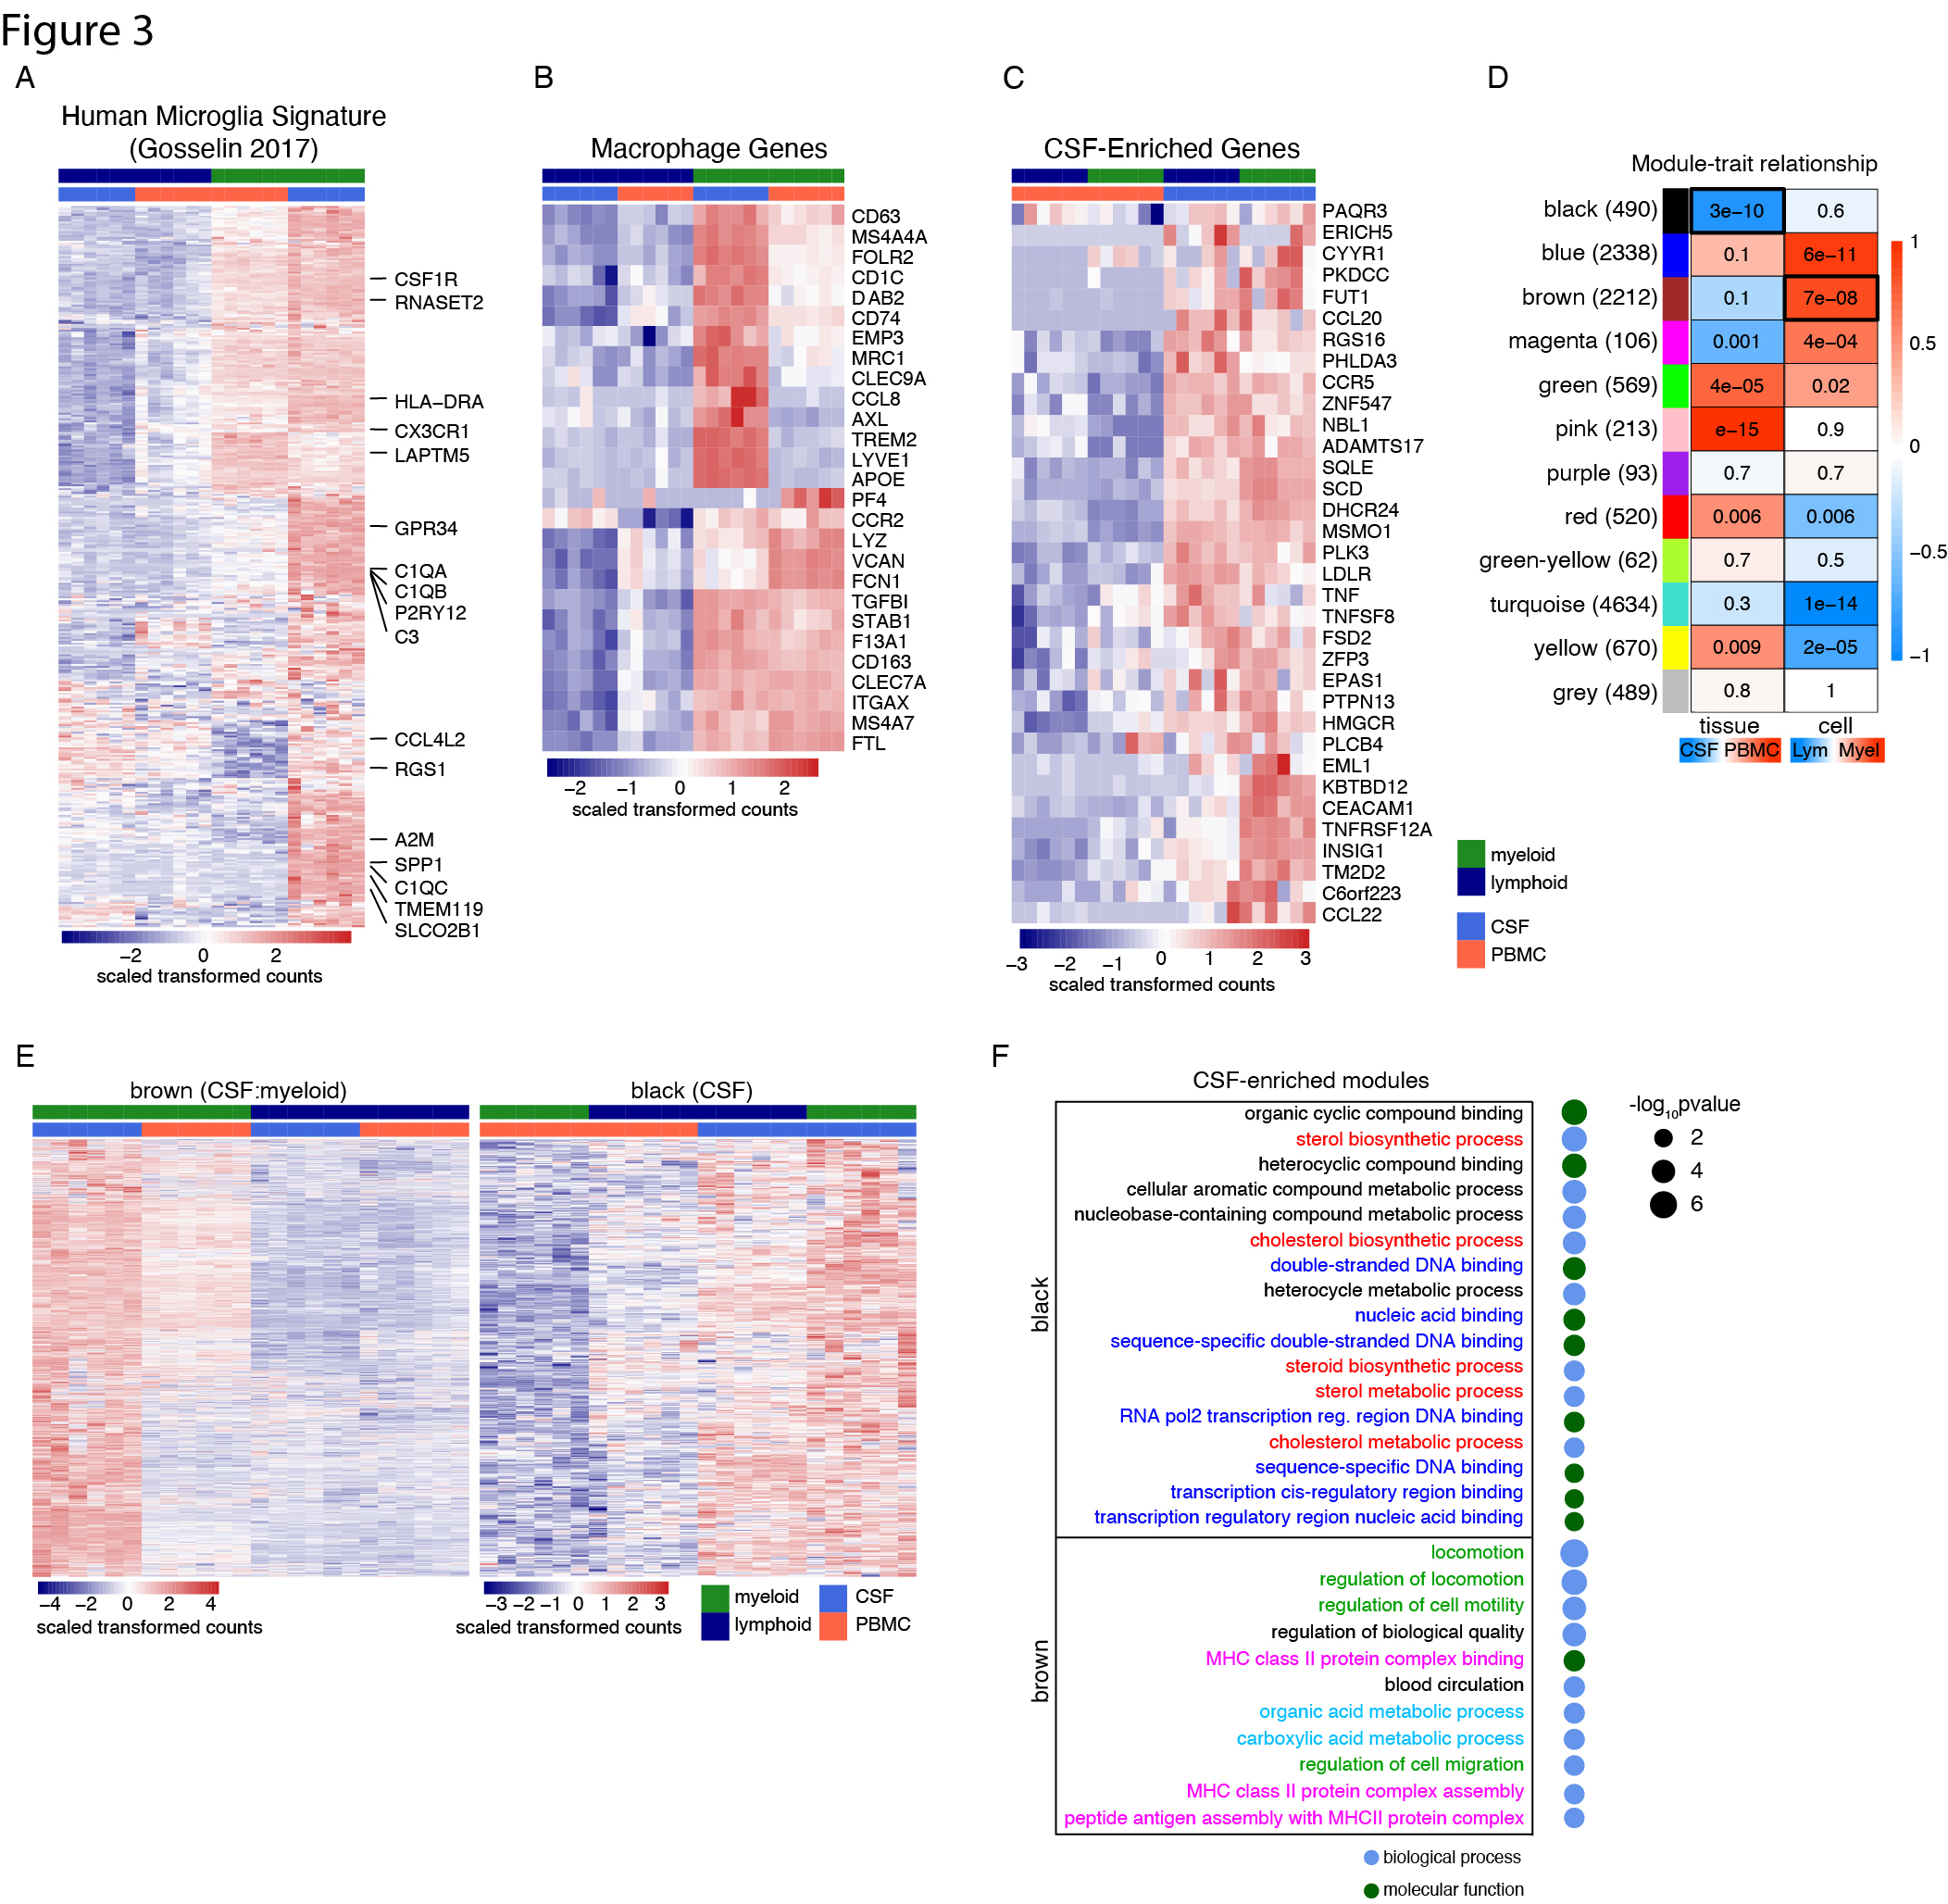 Figure 3
A
Human Microglia Signature
(Gosselin 2017)
CSF1R
RNASET2
HLA−DRA
CX3CR1
LAPTM5
GPR34
C1QA
C1QB
P2RY12
C3
CCL4L2
RGS1
A2M
SPP1
C1QC
TMEM119
SLCO2B1
−2 0 2
scaled transformed counts
B
Macrophage Genes
CD63
MS4A4A
FOLR2
CD1C
DAB2
CD74
EMP3
MRC1
CLEC9A
CCL8
AXL
TREM2
LYVE1
APOE
PF4
CCR2
LYZ
VCAN
FCN1
TGFBI
STAB1
F13A1
CD163
CLEC7A
ITGAX
MS4A7
FTL
−2 −1 0 1 2
scaled transformed counts
C
CSF-Enriched Genes
PAQR3
ERICH5
CYYR1
PKDCC
FUT1
CCL20
RGS16
PHLDA3
CCR5
ZNF547
NBL1
ADAMTS17
SQLE
SCD
DHCR24
MSMO1
PLK3
LDLR
TNF
TNFSF8
FSD2
ZFP3
EPAS1
PTPN13
HMGCR
PLCB4
EML1
KBTBD12
CEACAM1
TNFRSF12A
INSIG1
TM2D2
C6orf223
CCL22
−3 −2 −1 0 1 2 3
scaled transformed counts
myeloid
lymphoid
CSF
PBMC
D
Module-trait relationship
black (490) 3e−10 0.6
blue (2338) 0.1 6e−11
brown (2212) 0.1 7e−08
magenta (106) 0.001 4e−04
green (569) 4e−05 0.02
pink (213) e−15 0.9
purple (93) 0.7 0.7
red (520) 0.006 0.006
green-yellow (62) 0.7 0.5
turquoise (4634) 0.3 1e−14
yellow (670) 0.009 2e−05
grey (489) 0.8 1
tissue cell
CSF PBMC Lym Myel
1
0.5
0
−0.5
−1
E
brown (CSF:myeloid)
black (CSF)
−4 −2 0 2 4
scaled transformed counts
−3 −2 −1 0 1 2 3
scaled transformed counts
myeloid CSF
lymphoid PBMC
F
CSF-enriched modules
black
organic cyclic compound binding
sterol biosynthetic process
heterocyclic compound binding
cellular aromatic compound metabolic process
nucleobase-containing compound metabolic process
cholesterol biosynthetic process
double-stranded DNA binding
heterocycle metabolic process
nucleic acid binding
sequence-specific double-stranded DNA binding
steroid biosynthetic process
sterol metabolic process
RNA pol2 transcription reg. region DNA binding
cholesterol metabolic process
sequence-specific DNA binding
transcription cis-regulatory region binding
transcription regulatory region nucleic acid binding
brown
locomotion
regulation of locomotion
regulation of cell motility
regulation of biological quality
MHC class II protein complex binding
blood circulation
organic acid metabolic process
carboxylic acid metabolic process
regulation of cell migration
MHC class II protein complex assembly
peptide antigen assembly with MHCII protein complex
biological process
molecular function
-log10pvalue
2
4
6